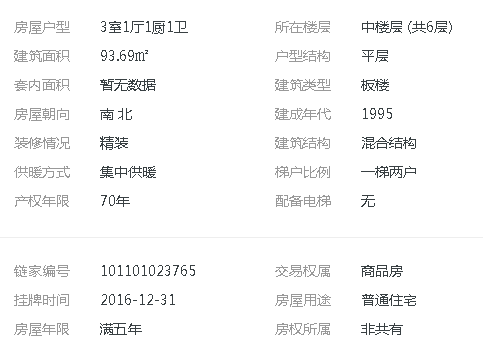 房屋户型 3室1厅1厨1卫 所在楼层 中楼层 (共6层)
建筑面积 93.69㎡ 户型结构 平层
套内面积 暂无数据 建筑类型 板楼
房屋朝向 南 北 建成年代 1995
装修情况 精装 建筑结构 混合结构
供暖方式 集中供暖 梯户比例 一梯两户
产权年限 70年 配备电梯 无
链家编号 101101023765 交易权属 商品房
挂牌时间 2016-12-31 房屋用途 普通住宅
房屋年限 满五年 房权所属 非共有